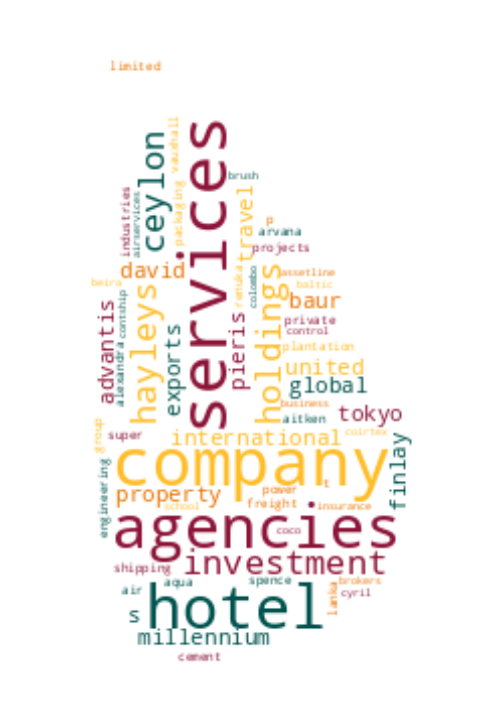 limited
services
ceylon
vauxhall
brush
industries
airservices
packaging
travel
p
arvana
projects
david
renuka
colombo
assetline
beira
baltic
hayleys
holdings
baur
contship
advantis
alexandra
exports
pieris
private
control
plantation
united
global
business
tokyo
aitken
group
super
international
coirtex
finlay
company
engineering
property
power
t
school
freight
insurance
agencies
coco
investment
shipping
aqua
spence
brokers
air
cyril
lanka
s
hotel
millennium
cement